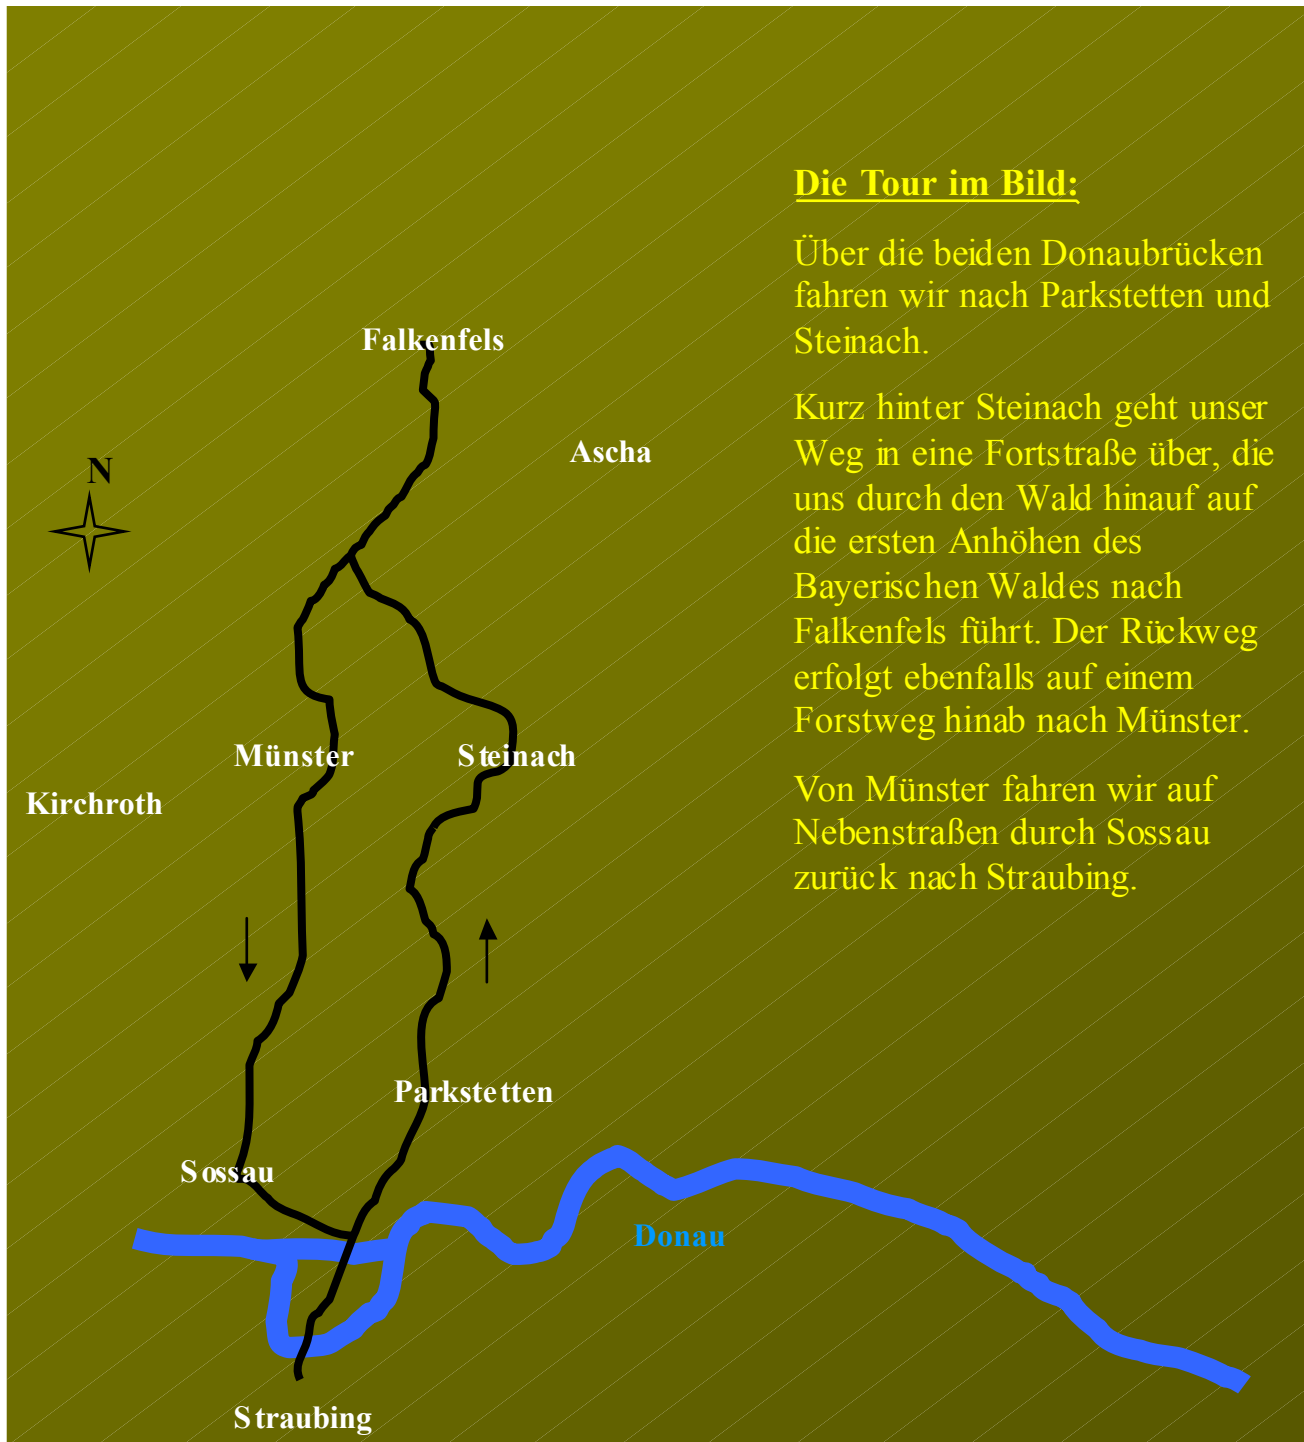 Die Tour im Bild:
Über die beiden Donaubrücken
fahren wir nach Parkstetten und
Steinach.
Kurz hinter Steinach geht unser
Weg in eine Fortstraße über, die
uns durch den Wald hinauf auf
die ersten Anhöhen des
Bayerischen Waldes nach
Falkenfels führt. Der Rückweg
erfolgt ebenfalls auf einem
Forstweg hinab nach Münster.
Von Münster fahren wir auf
Nebenstraßen durch Sossau
zurück nach Straubing.
Falkenfels
Ascha
N
Münster
Steinach
Kirchroth
Parkstetten
Sossau
Donau
Straubing